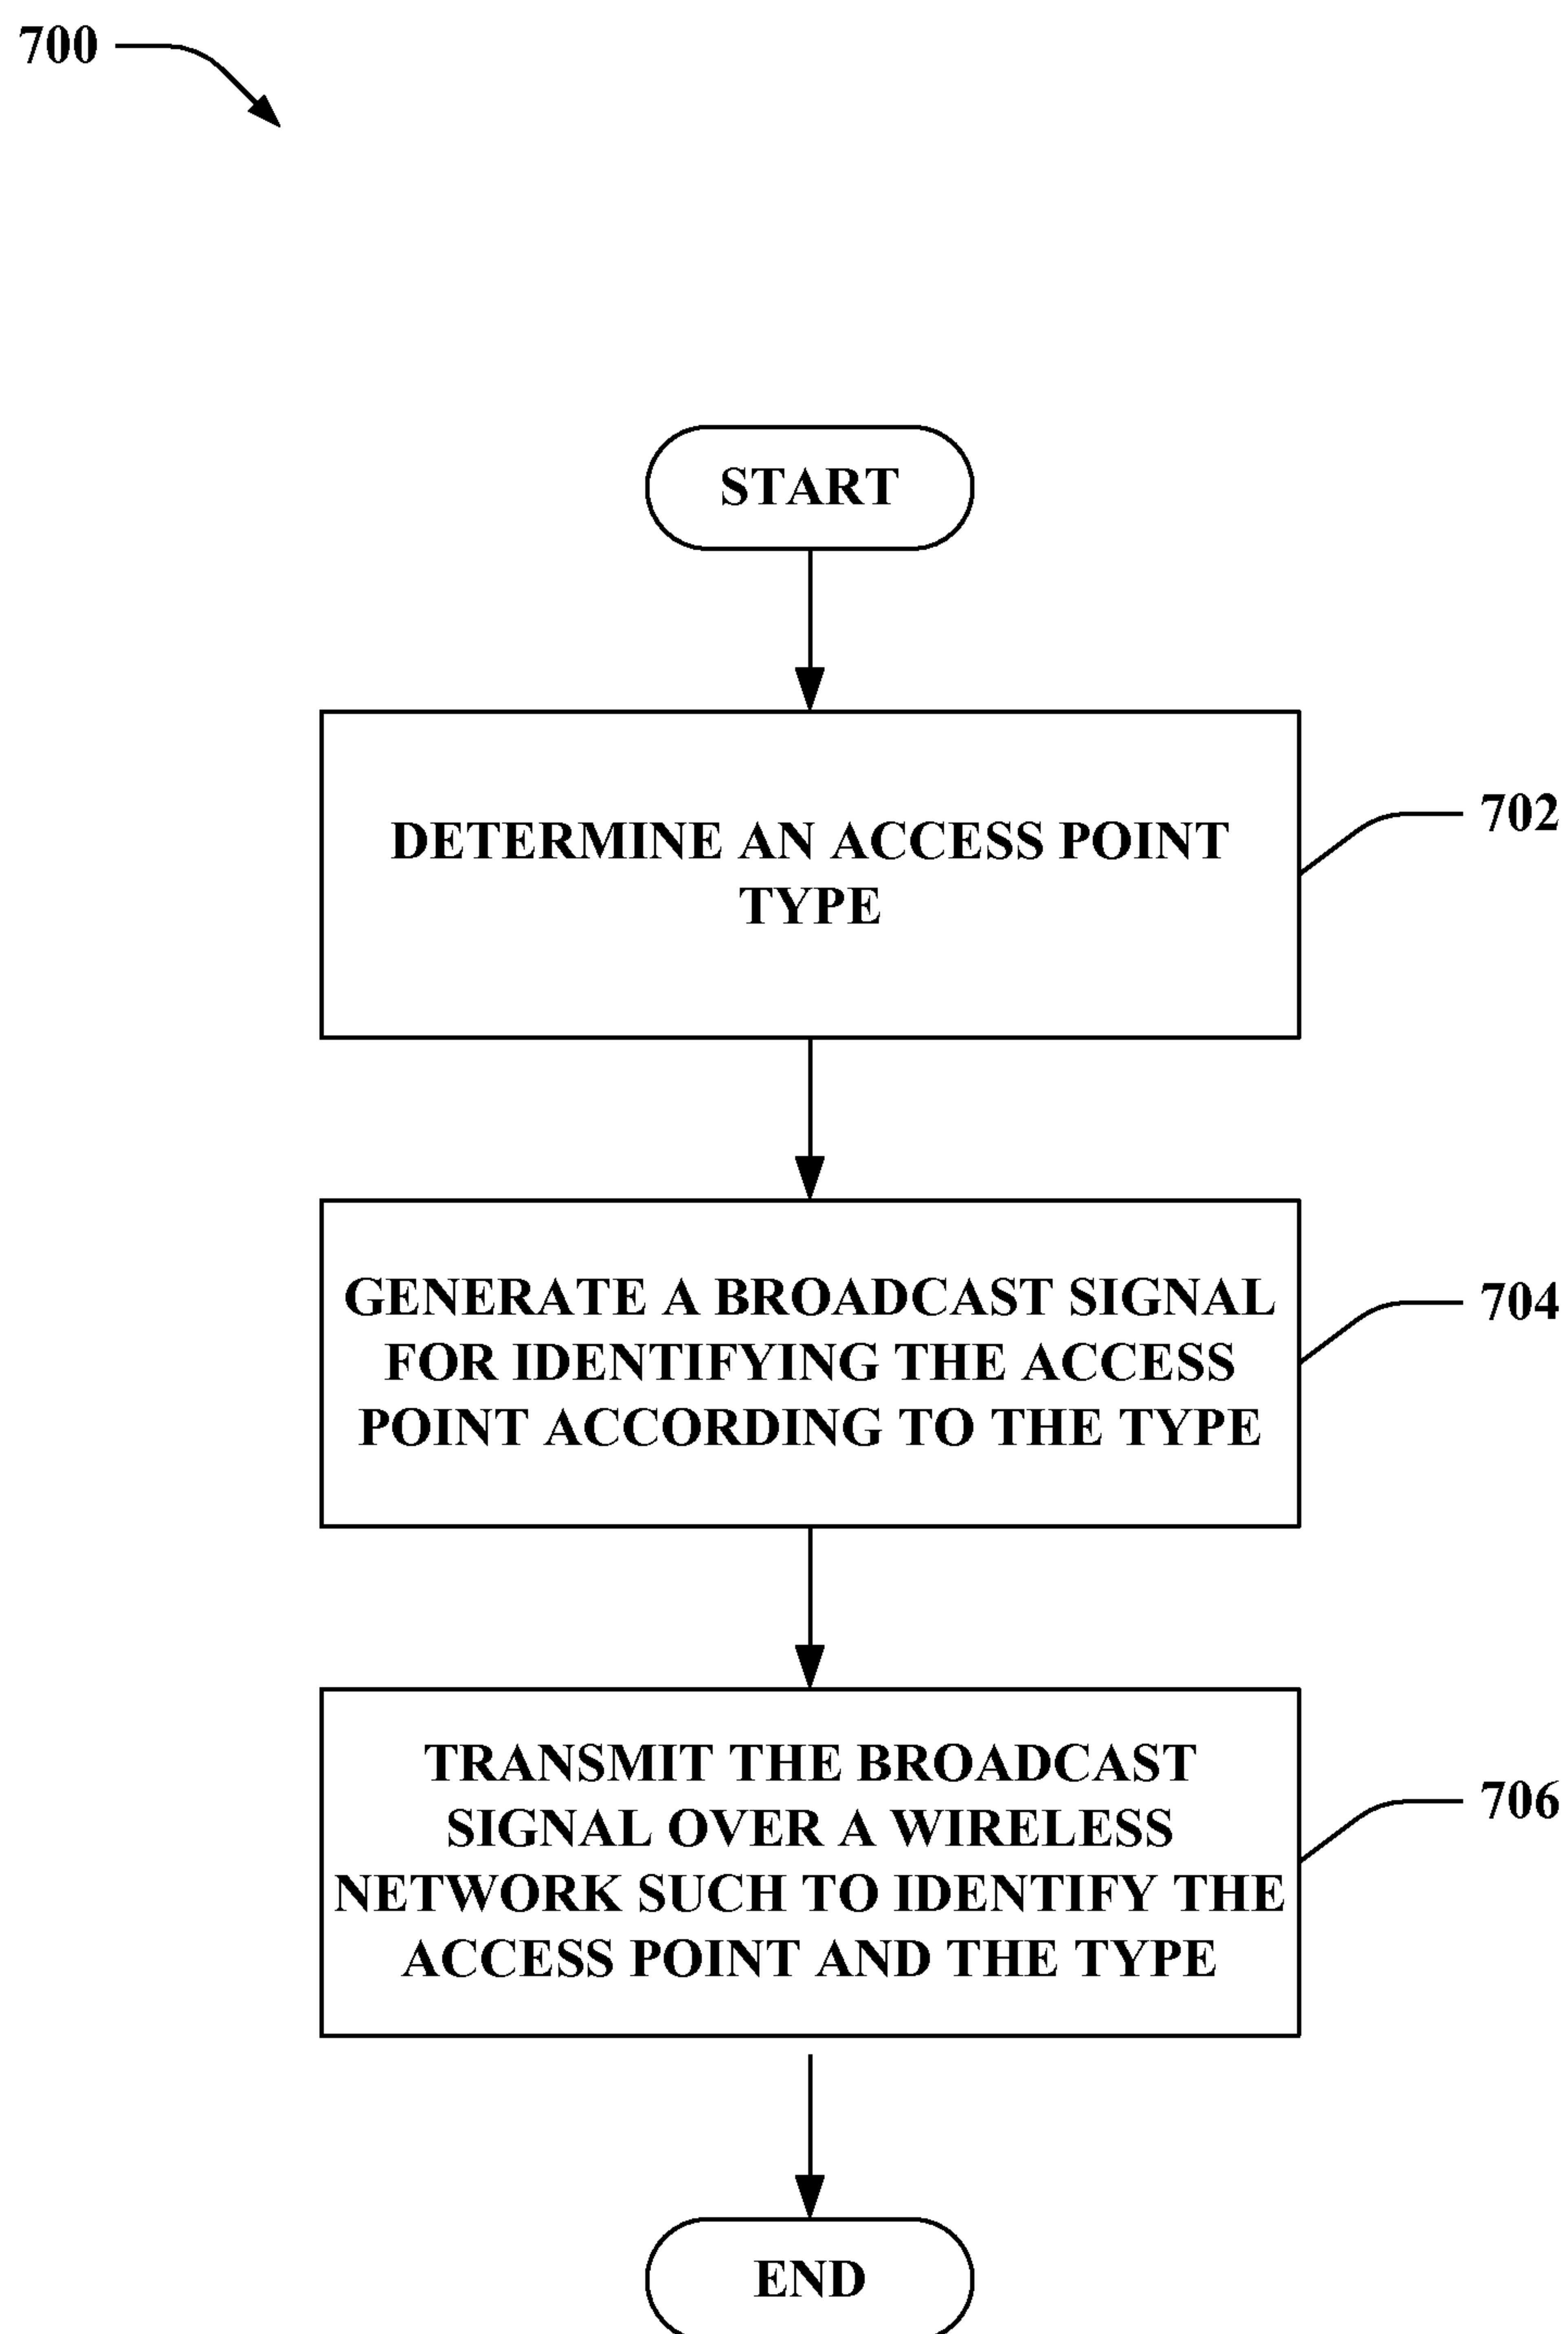 700
START
DETERMINE AN ACCESS POINT
TYPE
702
GENERATE A BROADCAST SIGNAL
FOR IDENTIFYING THE ACCESS
POINT ACCORDING TO THE TYPE
704
TRANSMIT THE BROADCAST
SIGNAL OVER A WIRELESS
NETWORK SUCH TO IDENTIFY THE
ACCESS POINT AND THE TYPE
706
END